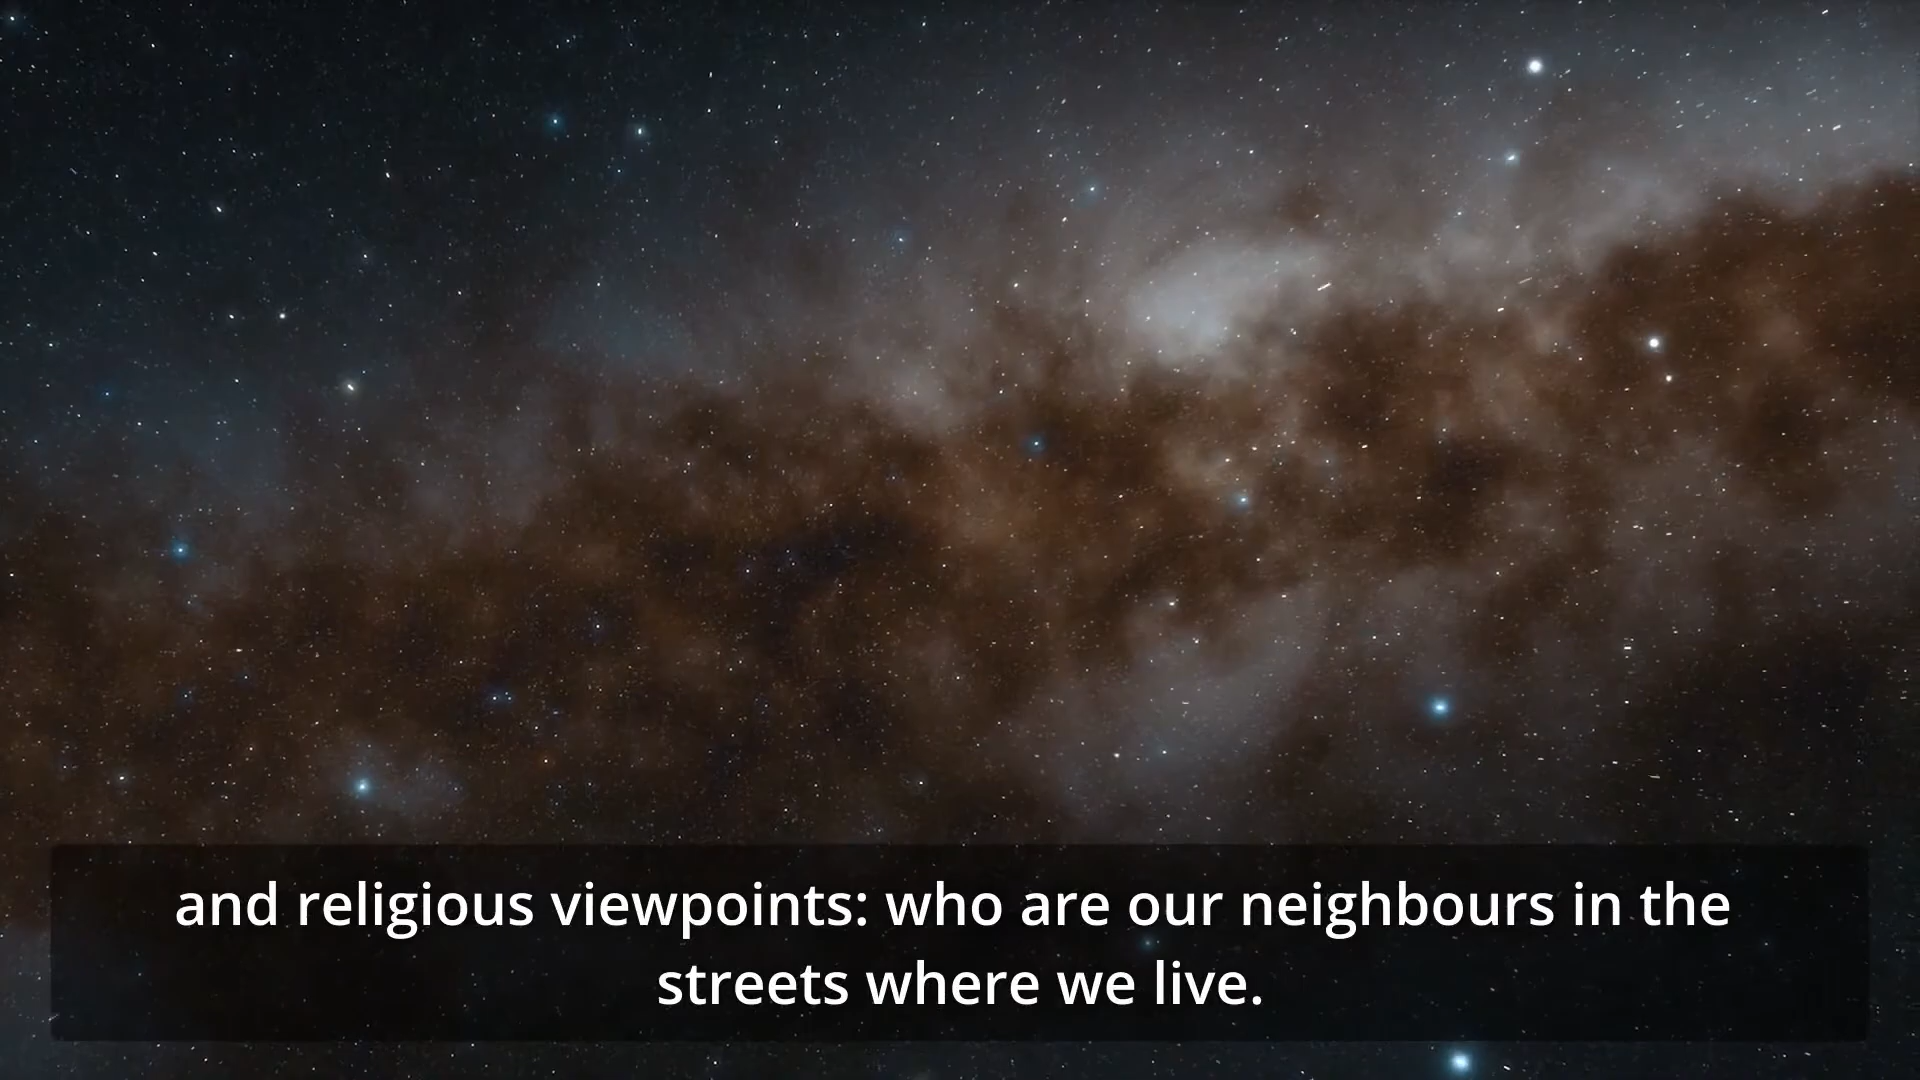 and religious viewpoints: who are our neighbours in the
streets where we live.